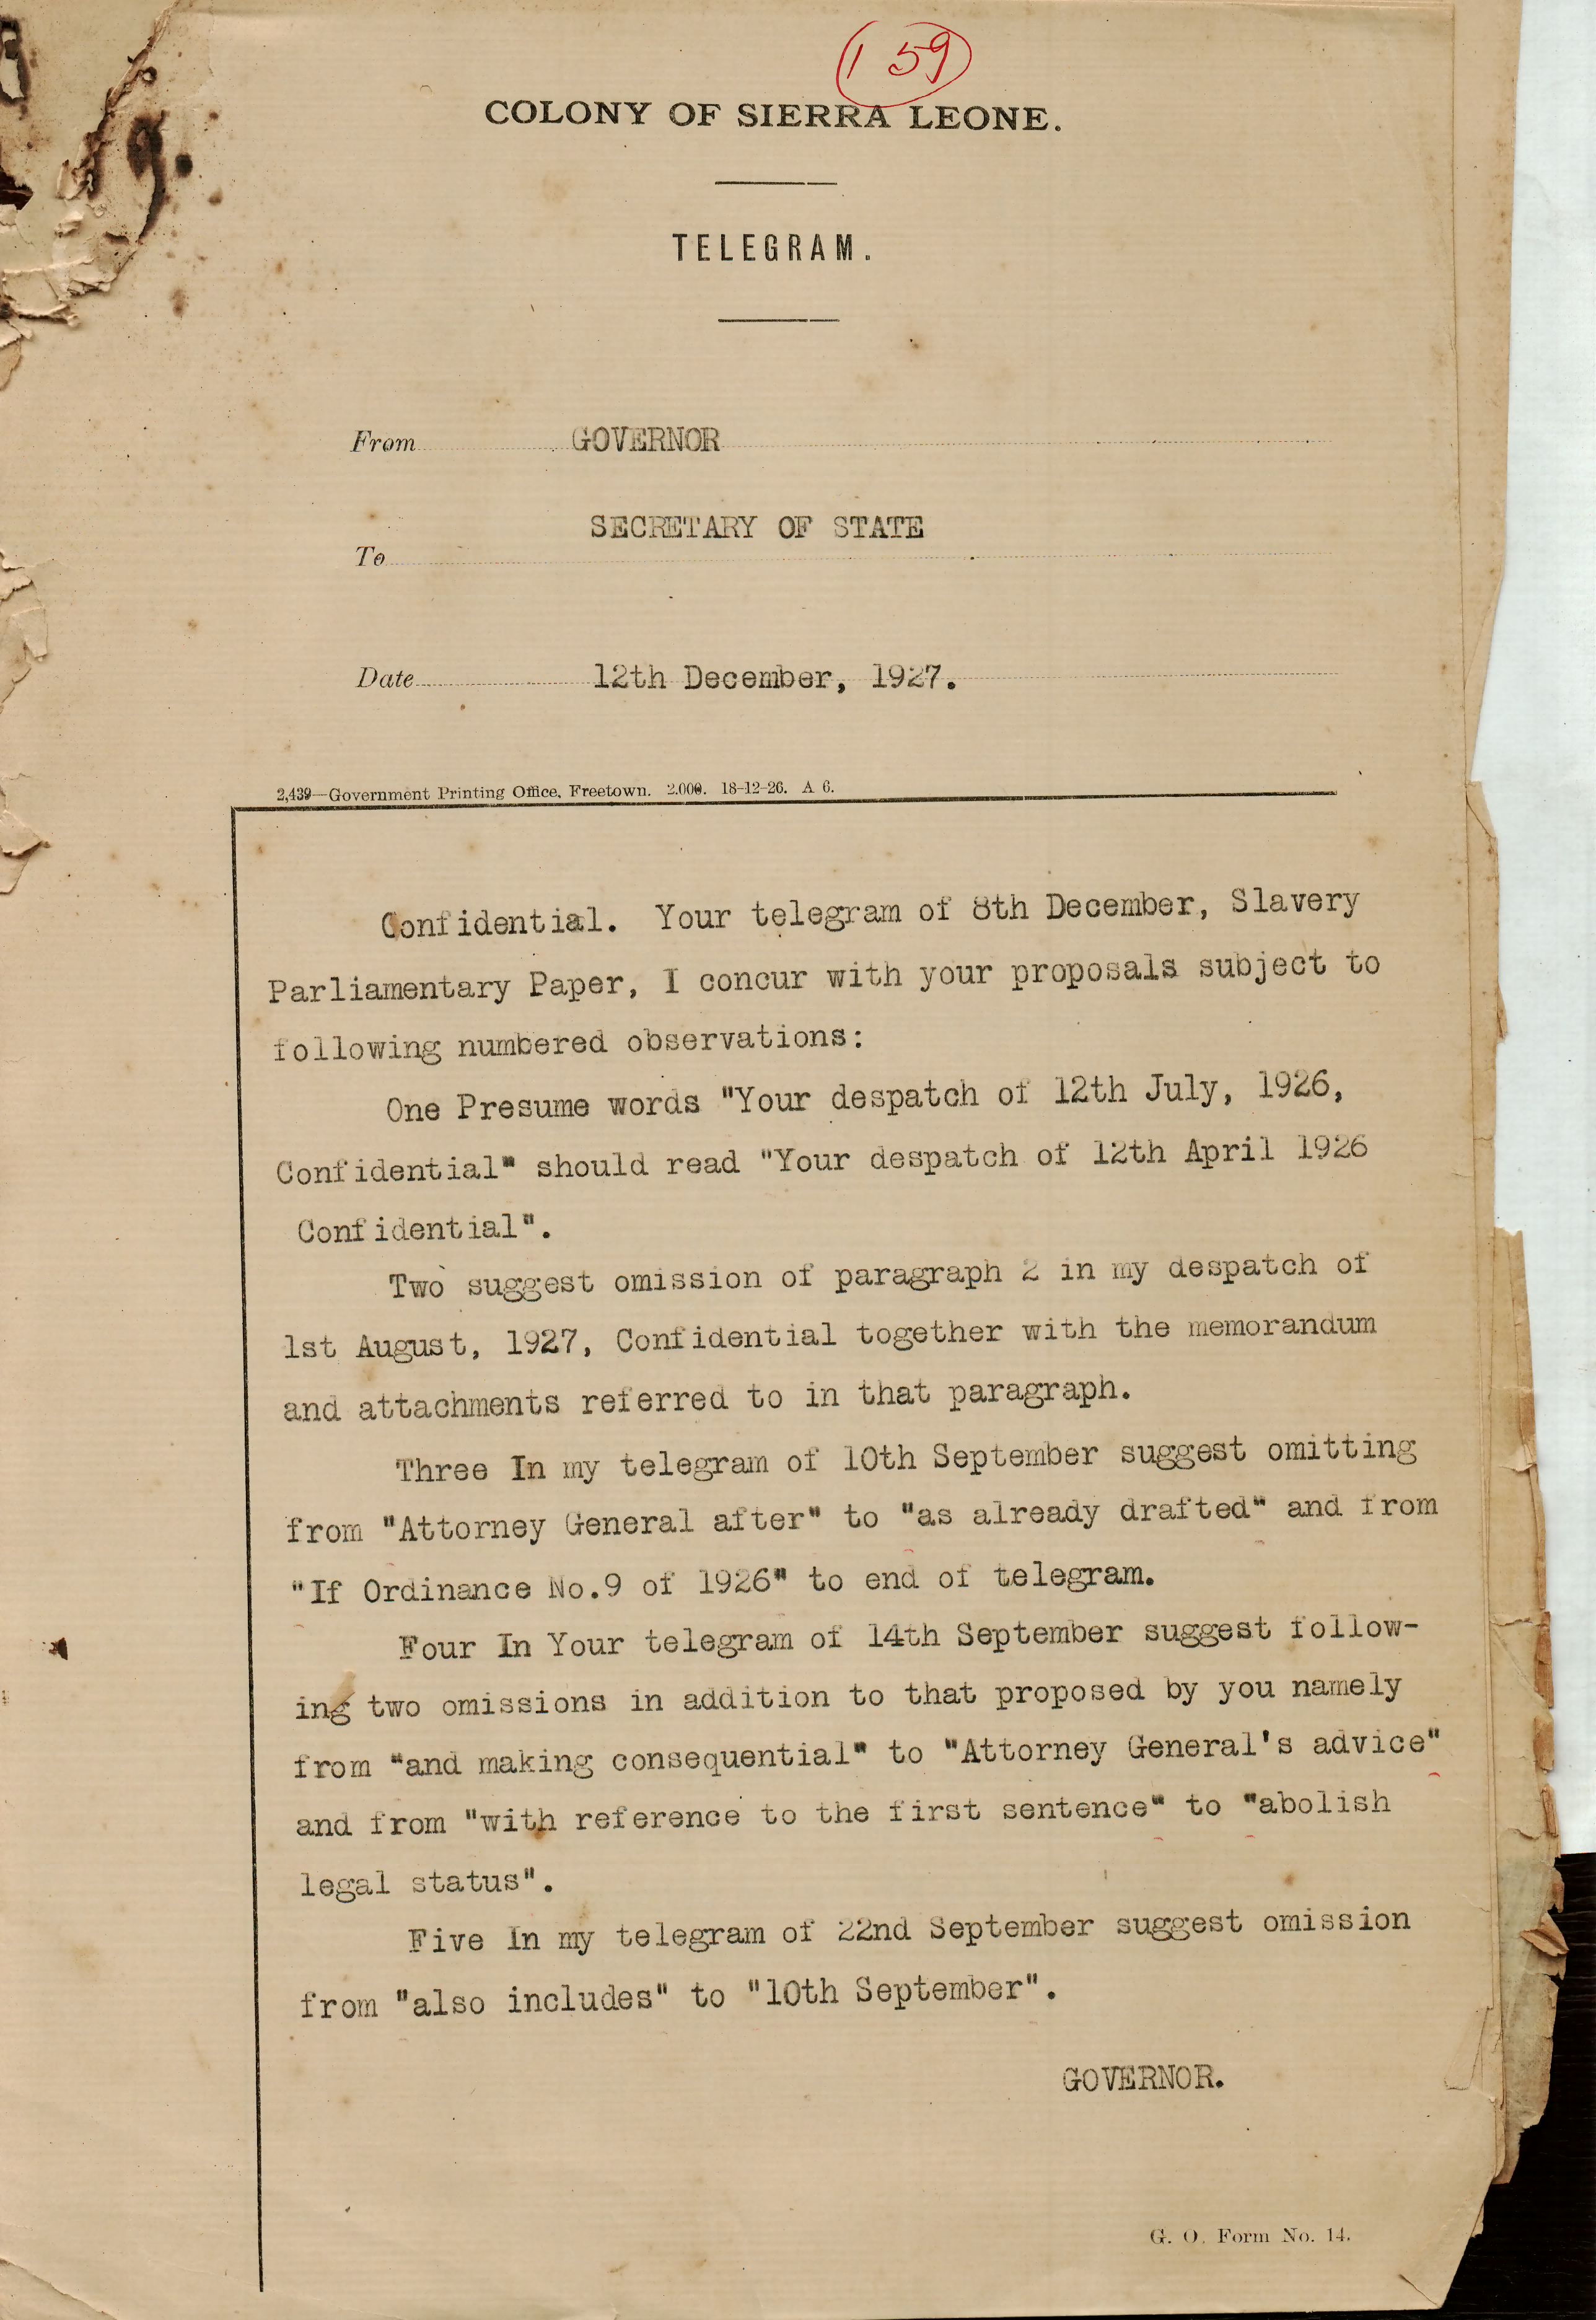 159
COLONY OF SIERRA LEONE.
TELEGRAM.
From GOVERNOR
To SECRETARY OF STATE
Date 12th December, 1927.
2,439—Government Printing Office, Freetown. 2,000. 18-12-26. A 6.
Confidential. Your telegram of 8th December, Slavery
Parliamentary Paper, I concur with your proposals subject to
following numbered observations:
One Presume words "Your despatch of 12th July, 1926,
Confidential" should read "Your despatch of 12th April 1926
Confidential".
Two suggest omission of paragraph 2 in my despatch of
1st August, 1927, Confidential together with the memorandum
and attachments referred to in that paragraph.
Three In my telegram of 10th September suggest omitting
from "Attorney General after" to "as already drafted" and from
"If Ordinance No.9 of 1926" to end of telegram.
Four In Your telegram of 14th September suggest follow-
ing two omissions in addition to that proposed by you namely
from "and making consequential" to "Attorney General's advice"
and from "with reference to the first sentence" to "abolish
legal status".
Five In my telegram of 22nd September suggest omission
from "also includes" to "10th September".
GOVERNOR.
G. O. Form No. 14.